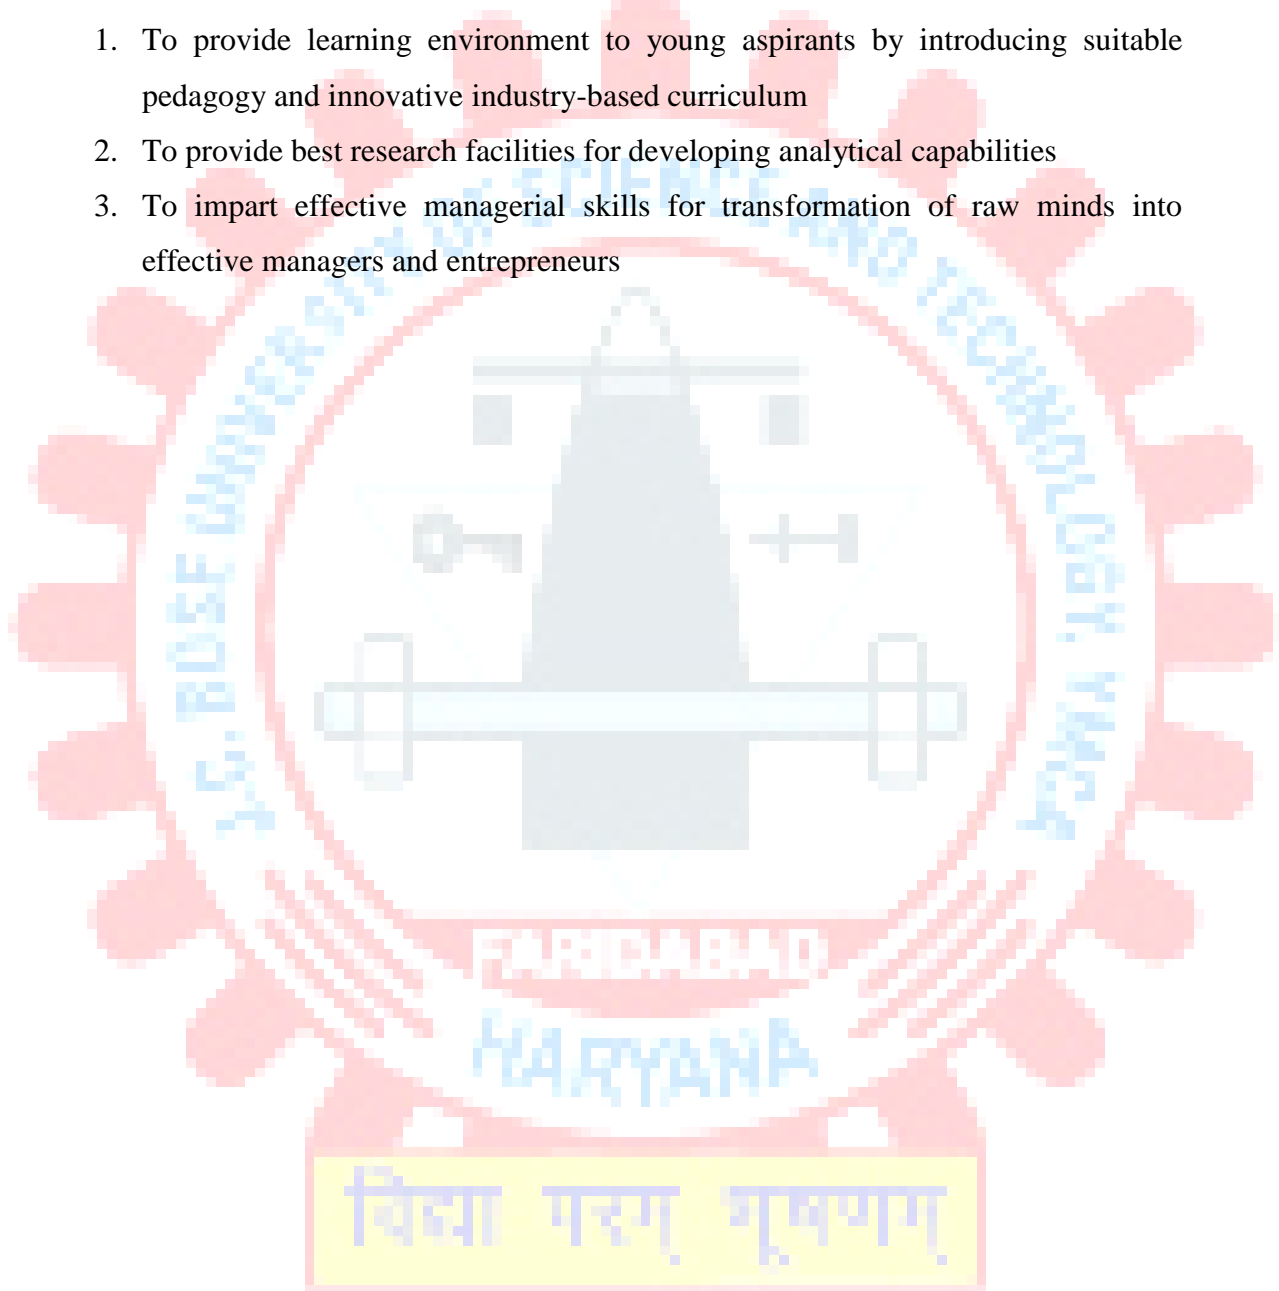 1. To provide learning environment to young aspirants by introducing suitable
pedagogy and innovative industry-based curriculum
2. To provide best research facilities for developing analytical capabilities
3. To impart effective managerial skills for transformation of raw minds into
effective managers and entrepreneurs
J.C. BOSE UNIVERSITY OF SCIENCE AND TECHNOLOGY, YMCA
FARIDABAD
HARYANA
विद्या परम् भूषणम्